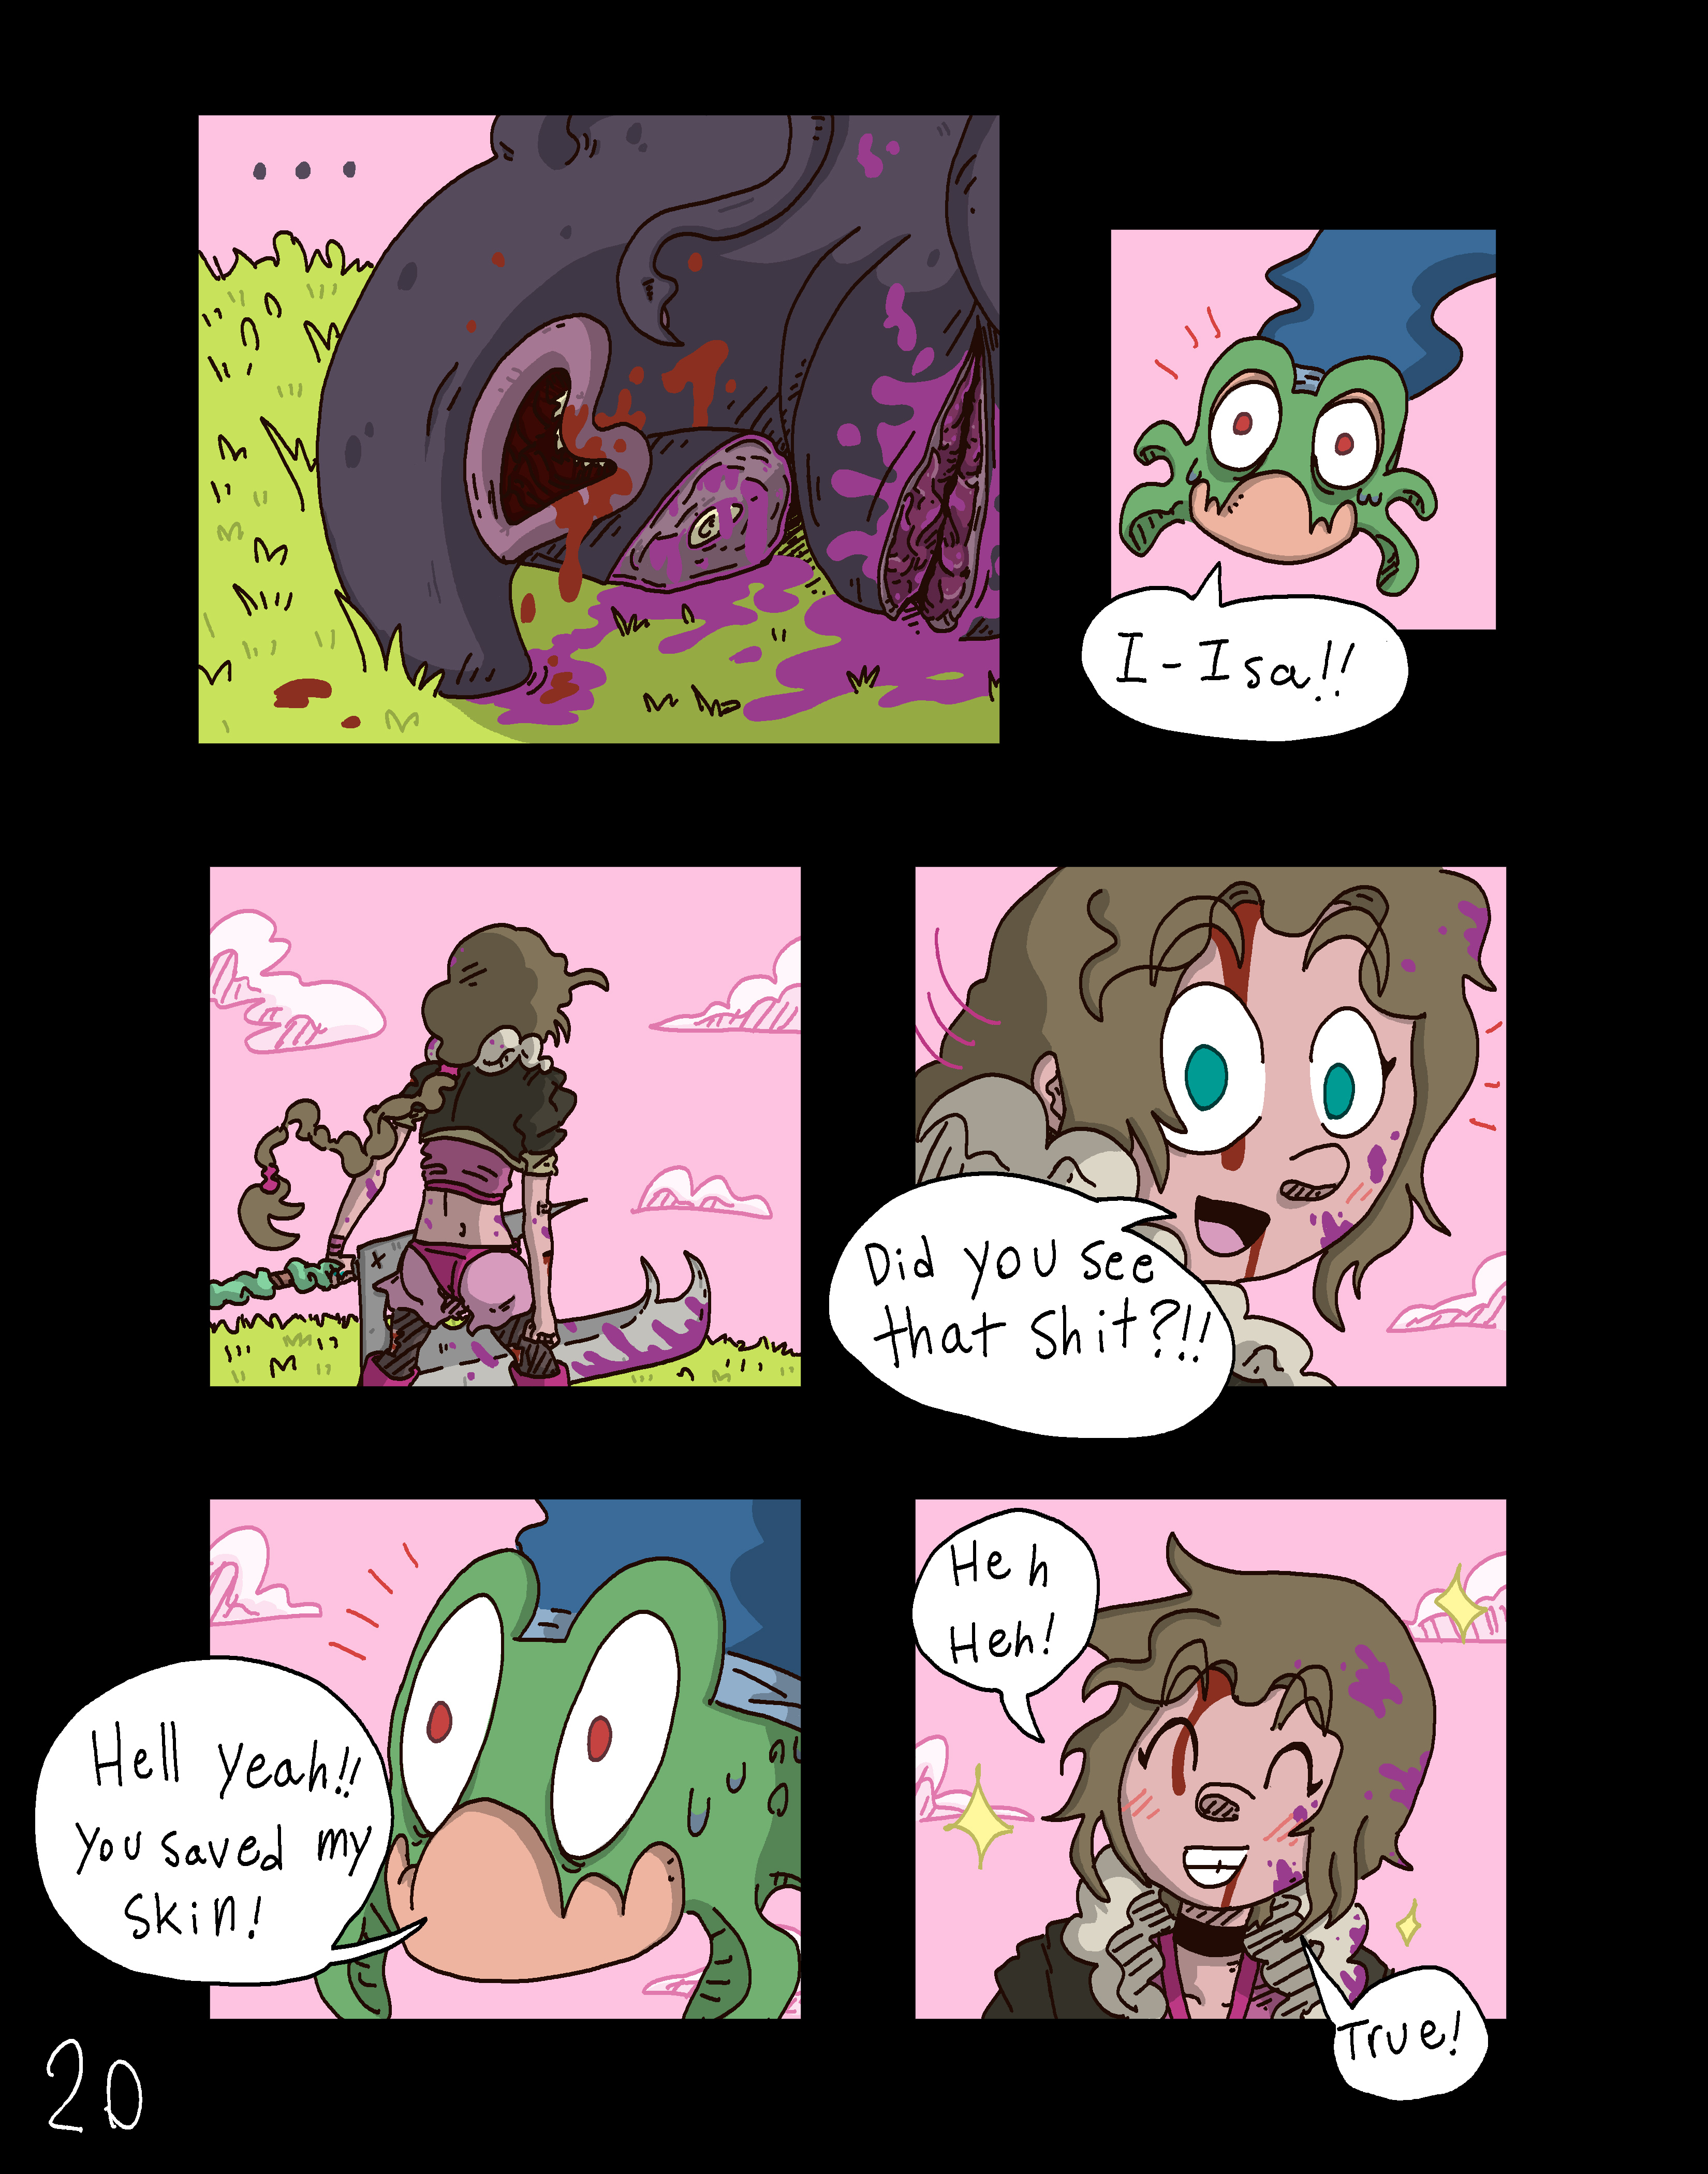 ...
I-Isa!!
Did you see
that shit?!!
Hell yeah!!
you saved my
skin!
Heh
Heh!
True!
20